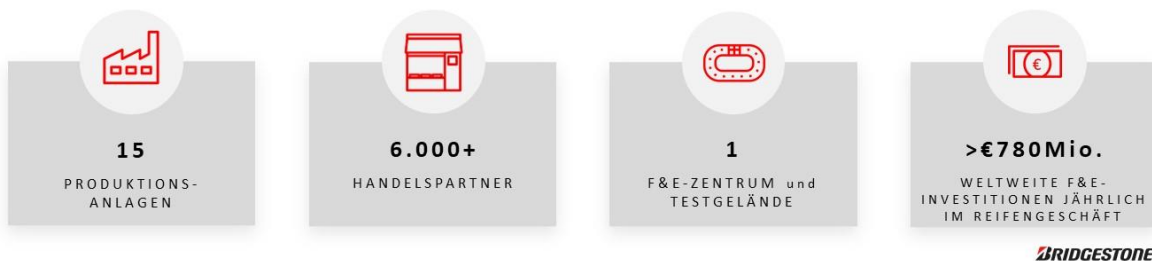 15
PRODUKTIONS-
ANLAGEN
6.000+
HANDELSPARTNER
1
F&E-ZENTRUM und
TESTGELÄNDE
€
>€780Mio.
WELTWEITE F&E-
INVESTITIONEN JÄHRLICH
IM REIFENGESCHÄFT
BRIDGESTONE